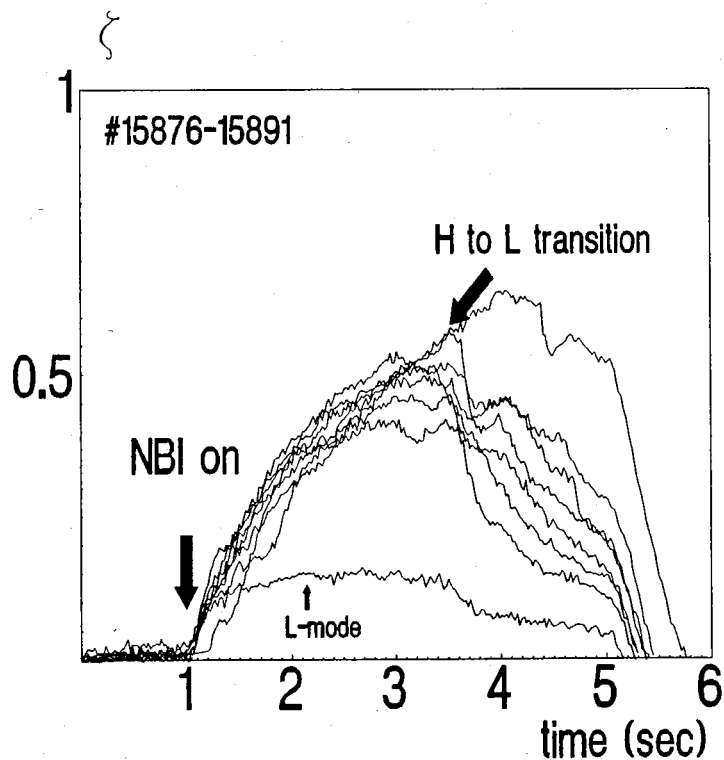 ζ
1
#15876-15891
H to L transition
0.5
NBI on
L-mode
1 2 3 4 5 6
time (sec)